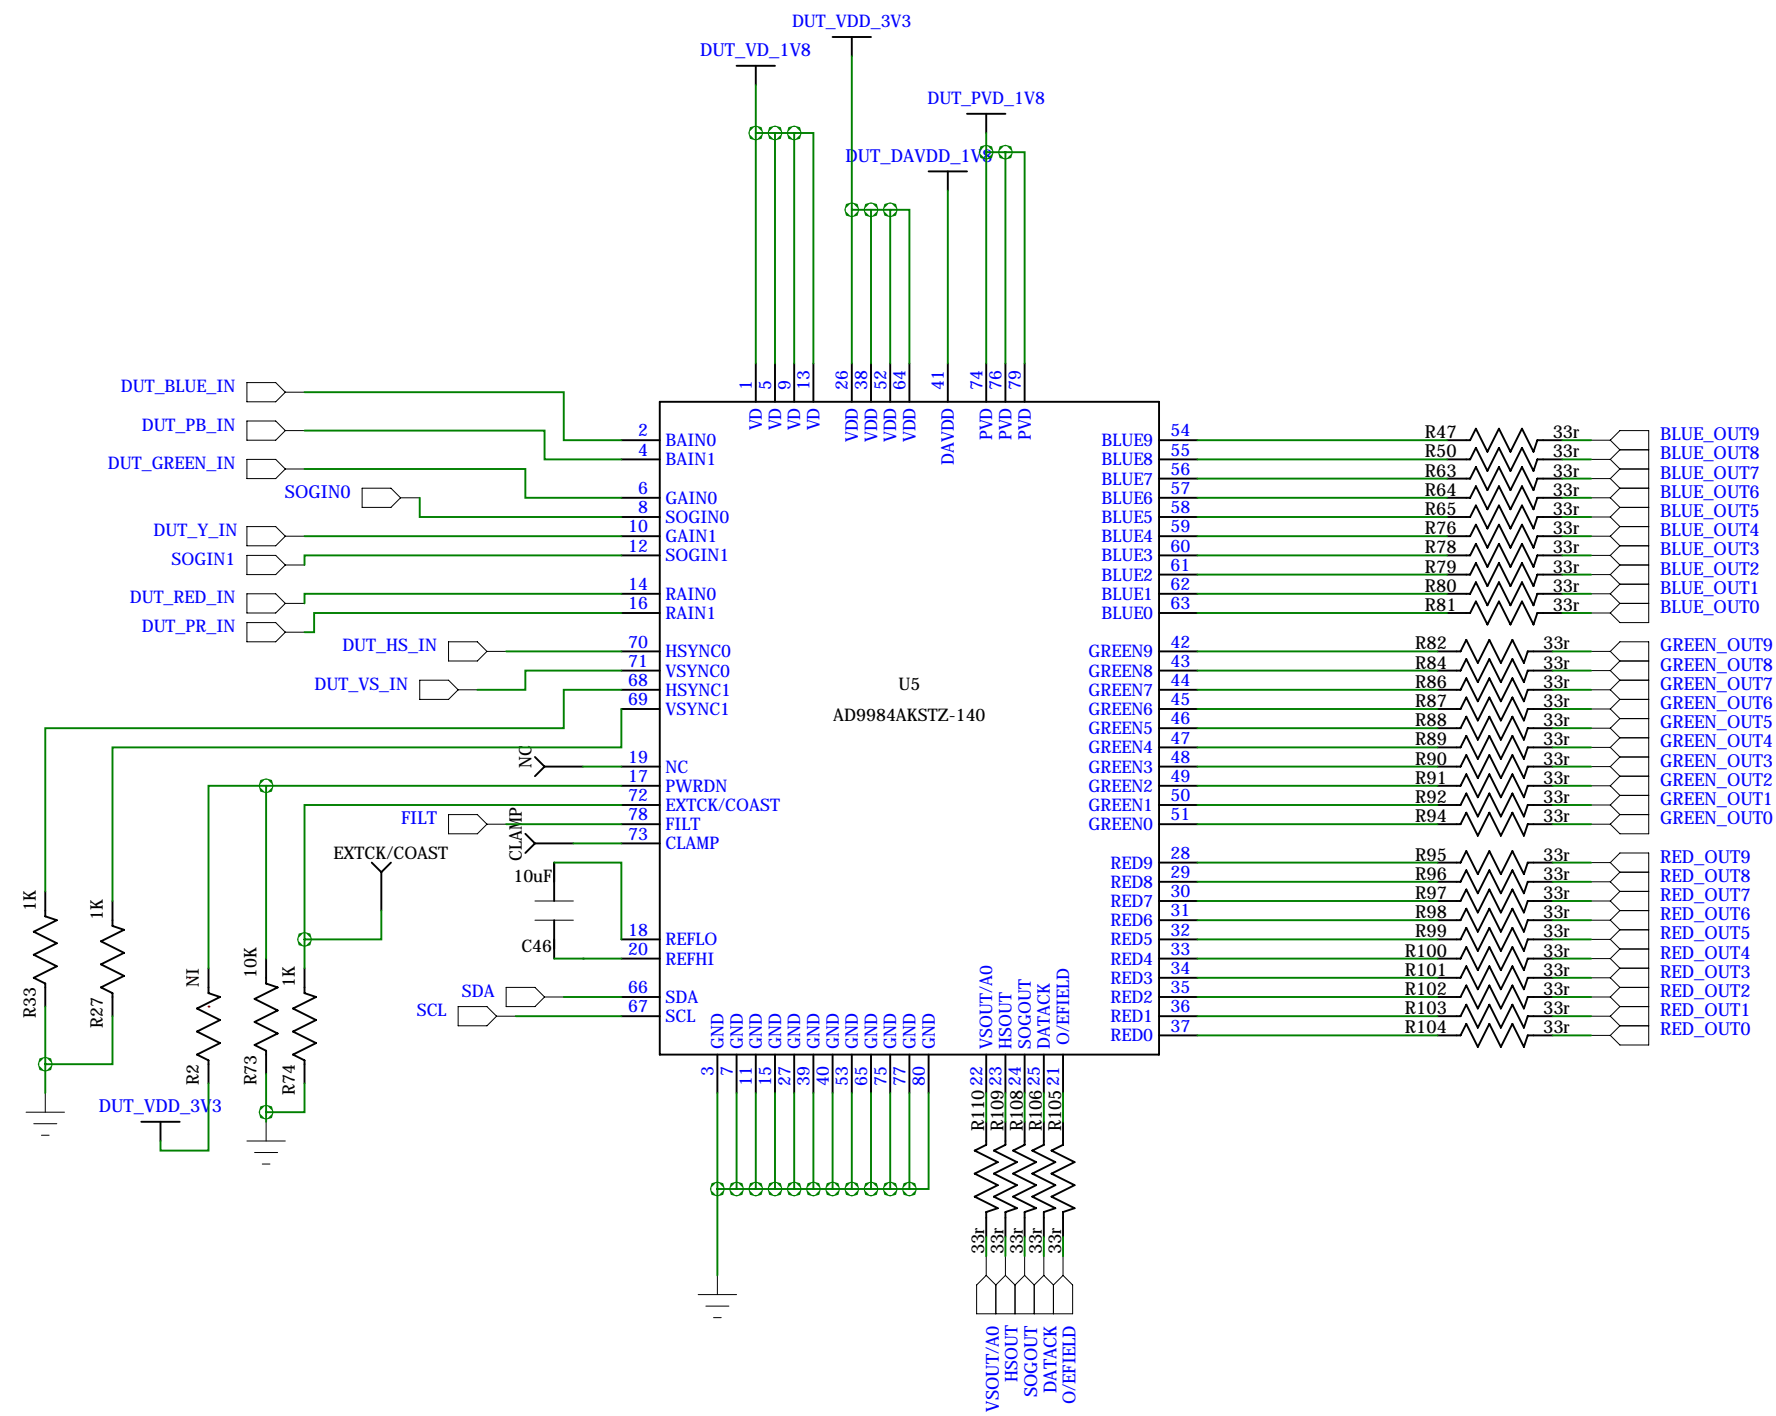 DUT_VDD_3V3
DUT_VD_1V8
DUT_PVD_1V8
DUT_DAVDD_1V8
1 5 9 13 26 38 52 64 41 74 76 79
VD VD VD VD VDD VDD VDD VDD DAVDD PVD PVD PVD
DUT_BLUE_IN
DUT_PB_IN
DUT_GREEN_IN
SOGIN0
DUT_Y_IN
SOGIN1
DUT_RED_IN
DUT_PR_IN
DUT_HS_IN
DUT_VS_IN
2 BAIN0
4 BAIN1
6 GAIN0
8 SOGIN0
10 GAIN1
12 SOGIN1
14 RAIN0
16 RAIN1
70 HSYNC0
71 VSYNC0
68 HSYNC1
69 VSYNC1
NC 19 NC
17 PWRDN
72 EXTCK/COAST
FILT 78 FILT
CLAMP 73 CLAMP
EXTCK/COAST
10uF
C46
18 REFLO
20 REFHI
SDA 66 SDA
SCL 67 SCL
U5
AD9984AKSTZ-140
1K R33
1K R27
NI R2
10K R73
1K R74
DUT_VDD_3V3
BLUE9 54 R47 33r BLUE_OUT9
BLUE8 55 R50 33r BLUE_OUT8
BLUE7 56 R63 33r BLUE_OUT7
BLUE6 57 R64 33r BLUE_OUT6
BLUE5 58 R65 33r BLUE_OUT5
BLUE4 59 R76 33r BLUE_OUT4
BLUE3 60 R78 33r BLUE_OUT3
BLUE2 61 R79 33r BLUE_OUT2
BLUE1 62 R80 33r BLUE_OUT1
BLUE0 63 R81 33r BLUE_OUT0
GREEN9 42 R82 33r GREEN_OUT9
GREEN8 43 R84 33r GREEN_OUT8
GREEN7 44 R86 33r GREEN_OUT7
GREEN6 45 R87 33r GREEN_OUT6
GREEN5 46 R88 33r GREEN_OUT5
GREEN4 47 R89 33r GREEN_OUT4
GREEN3 48 R90 33r GREEN_OUT3
GREEN2 49 R91 33r GREEN_OUT2
GREEN1 50 R92 33r GREEN_OUT1
GREEN0 51 R94 33r GREEN_OUT0
RED9 28 R95 33r RED_OUT9
RED8 29 R96 33r RED_OUT8
RED7 30 R97 33r RED_OUT7
RED6 31 R98 33r RED_OUT6
RED5 32 R99 33r RED_OUT5
RED4 33 R100 33r RED_OUT4
RED3 34 R101 33r RED_OUT3
RED2 35 R102 33r RED_OUT2
RED1 36 R103 33r RED_OUT1
RED0 37 R104 33r RED_OUT0
GND GND GND GND GND GND GND GND GND GND GND GND
3 7 11 15 27 39 40 53 65 75 77 80
VSOUT/A0 22 R110 33r VSOUT/A0
HSOUT 23 R109 33r HSOUT
SOGOUT 24 R108 33r SOGOUT
DATACK 25 R106 33r DATACK
O/EFIELD 21 R105 33r O/EFIELD